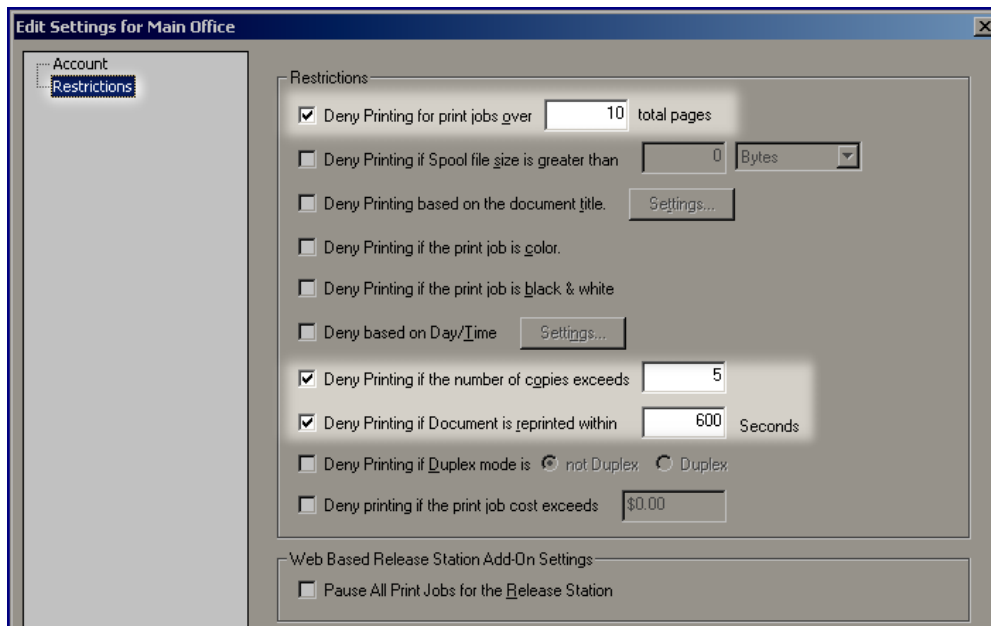 Edit Settings for Main Office
Account
Restrictions
Restrictions
Deny Printing for print jobs over 10 total pages
Deny Printing if Spool file size is greater than 0 Bytes
Deny Printing based on the document title. Settings...
Deny Printing if the print job is color.
Deny Printing if the print job is black & white
Deny based on Day/Time Settings...
Deny Printing if the number of copies exceeds 5
Deny Printing if Document is reprinted within 600 Seconds
Deny Printing if Duplex mode is not Duplex Duplex
Deny printing if the print job cost exceeds $0.00
Web Based Release Station Add-On Settings
Pause All Print Jobs for the Release Station